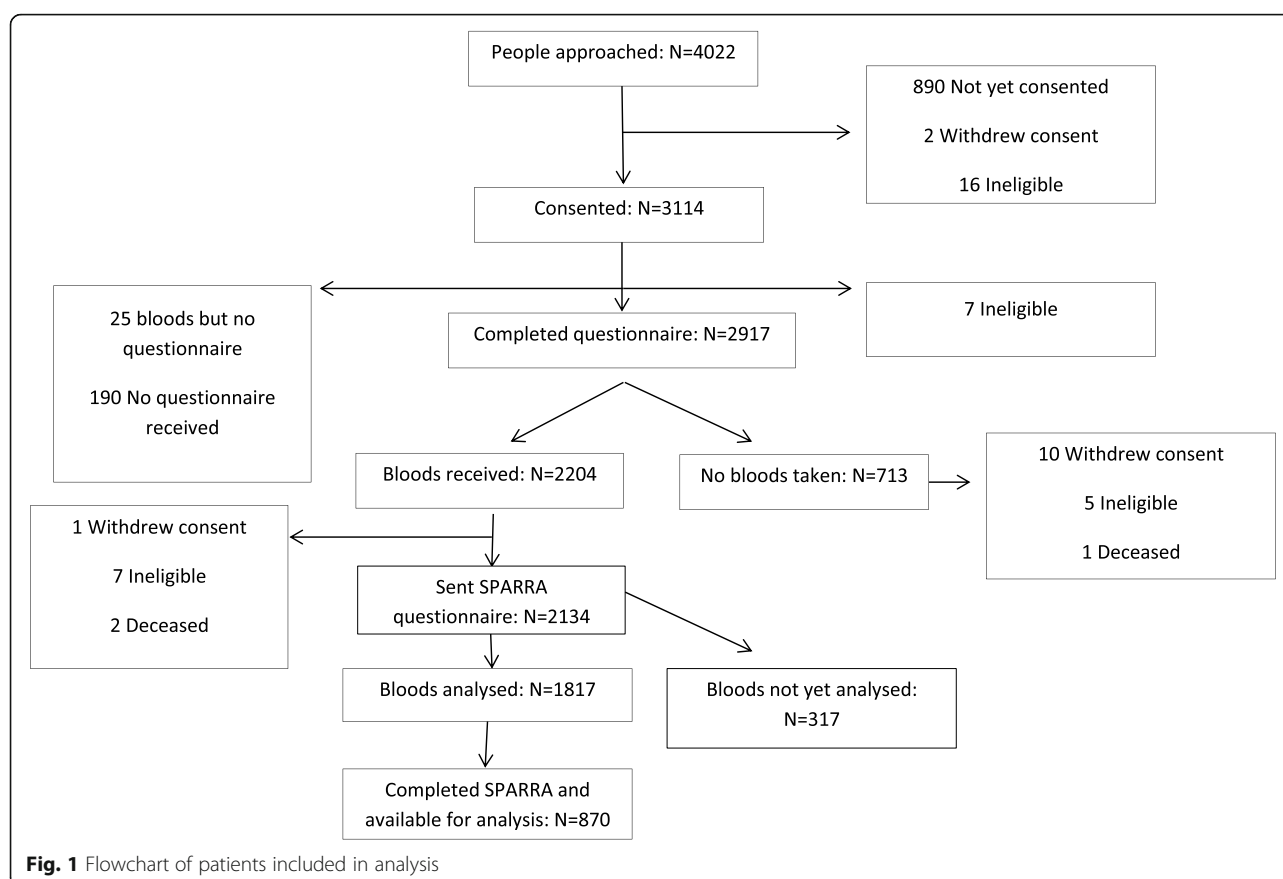 People approached: N=4022
890 Not yet consented
2 Withdrew consent
16 Ineligible
Consented: N=3114
25 bloods but no
questionnaire
190 No questionnaire
received
7 Ineligible
Completed questionnaire: N=2917
Bloods received: N=2204
No bloods taken: N=713
10 Withdrew consent
5 Ineligible
1 Deceased
1 Withdrew consent
7 Ineligible
2 Deceased
Sent SPARRA
questionnaire: N=2134
Bloods analysed: N=1817
Bloods not yet analysed:
N=317
Completed SPARRA and
available for analysis: N=870
Fig. 1 Flowchart of patients included in analysis